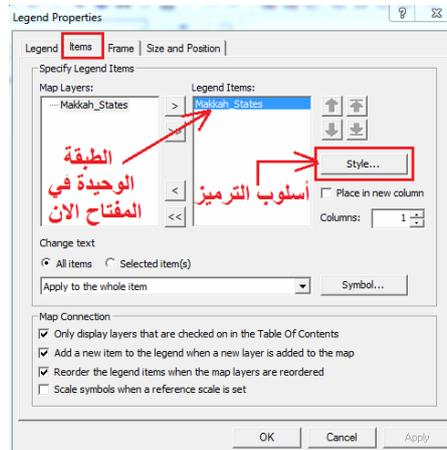 Legend Properties
Legend Items Frame Size and Position
Specify Legend Items
Map Layers: Legend Items:
Makkah_States > Makkah_States
>>
الطبقة
الوحيدة في
المفتاح الان
أسلوب الترميز
Style...
<
<<
Place in new column
Columns: 1
Change text
All items Selected item(s)
Apply to the whole item Symbol...
Map Connection
Only display layers that are checked on in the Table Of Contents
Add a new item to the legend when a new layer is added to the map
Reorder the legend items when the map layers are reordered
Scale symbols when a reference scale is set
OK Cancel Apply